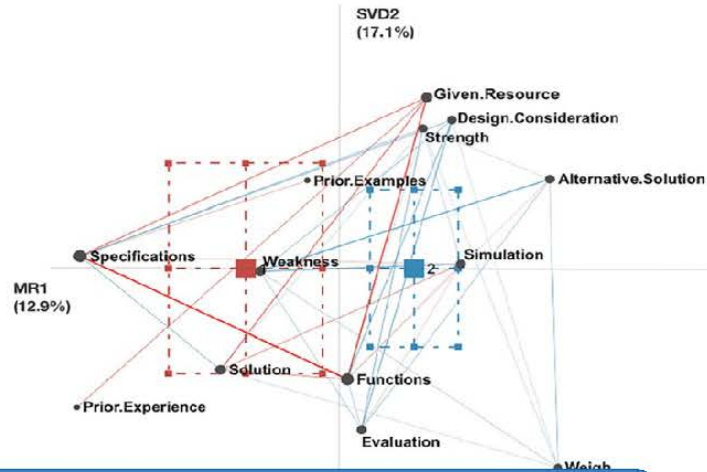 SVD2
(17.1%)
Given.Resource
Design.Consideration
Strength
Prior.Examples
Alternative.Solution
Specifications
Weakness
Simulation
2
MR1
(12.9%)
Solution
Functions
Prior.Experience
Evaluation
Weigh